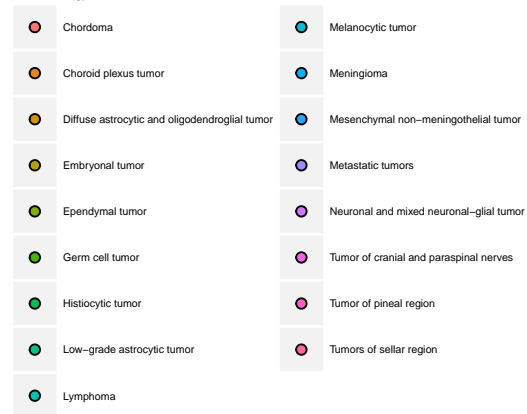 Chordoma
Choroid plexus tumor
Diffuse astrocytic and oligodendroglial tumor
Embryonal tumor
Ependymal tumor
Germ cell tumor
Histiocytic tumor
Low−grade astrocytic tumor
Lymphoma
Melanocytic tumor
Meningioma
Mesenchymal non−meningothelial tumor
Metastatic tumors
Neuronal and mixed neuronal−glial tumor
Tumor of cranial and paraspinal nerves
Tumor of pineal region
Tumors of sellar region